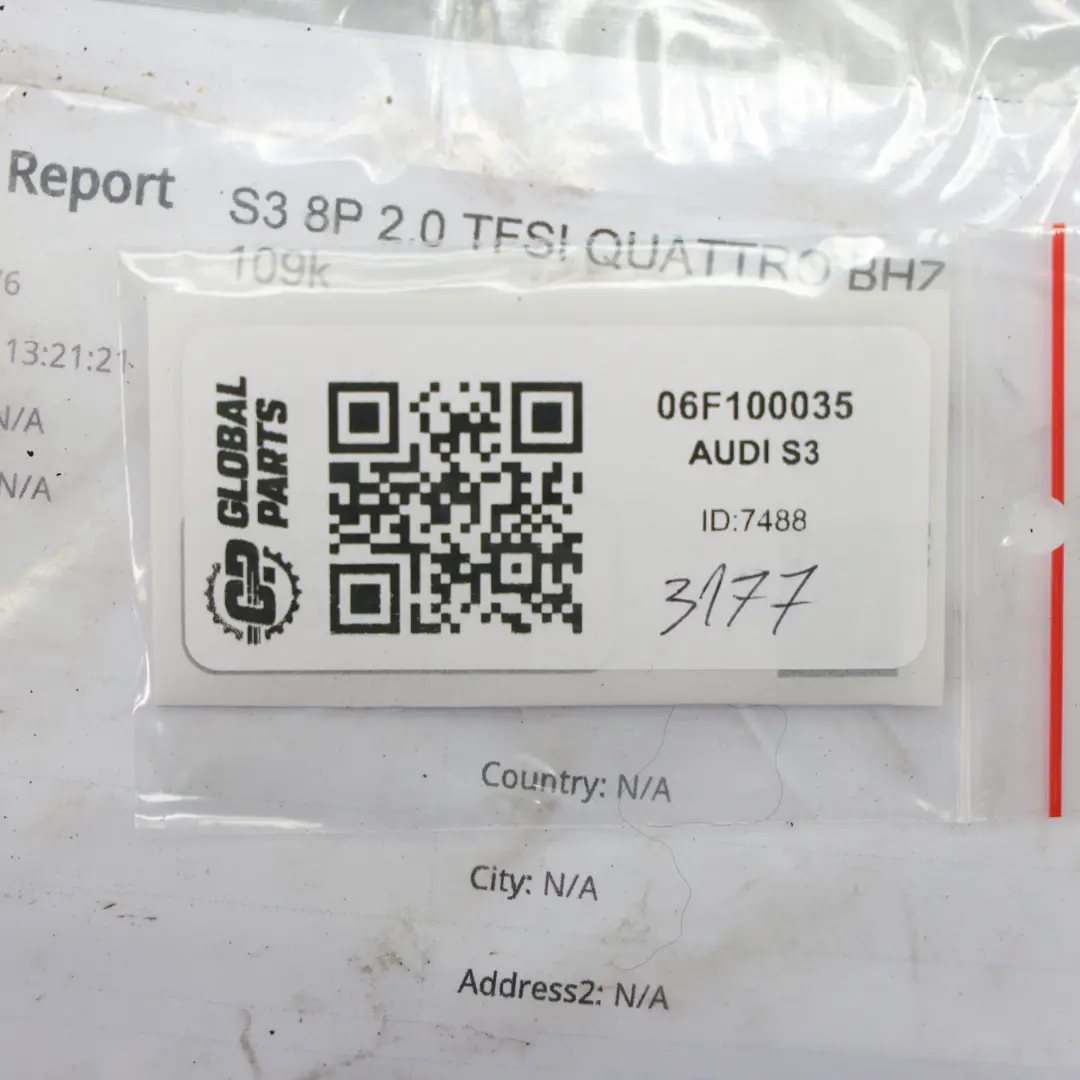 Report
S3 8P 2.0 TFSI QUATTRO BHZ
109k
13:21:21
N/A
N/A
GLOBAL
PARTS
06F100035
AUDI S3
ID:7488
3177
Country: N/A
City: N/A
Address2: N/A